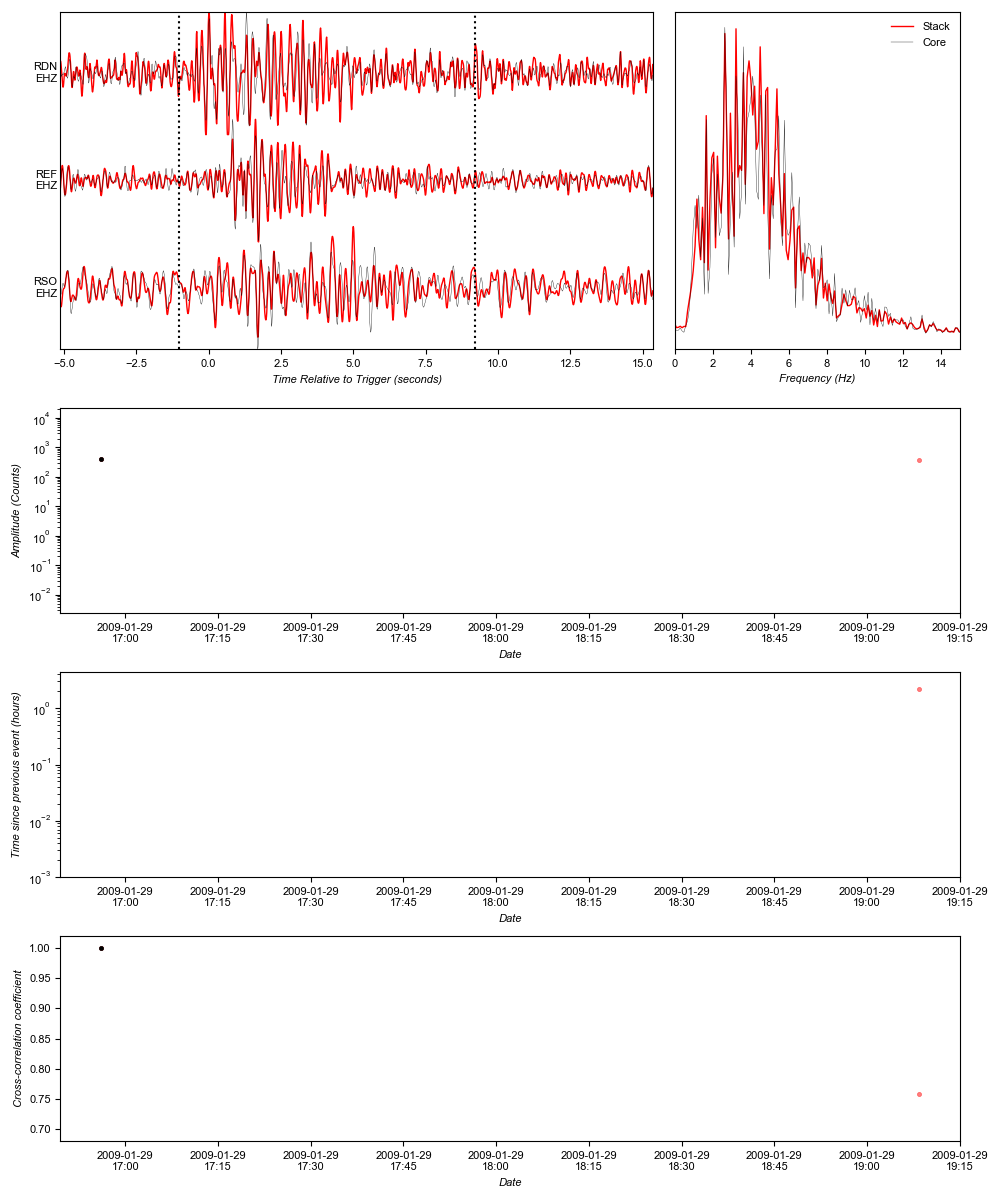 RDN
EHZ
REF
EHZ
RSO
EHZ
−5.0 −2.5 0.0 2.5 5.0 7.5 10.0 12.5 15.0
Time Relative to Trigger (seconds)
Stack
Core
0 2 4 6 8 10 12 14
Frequency (Hz)
Amplitude (Counts)
10⁴
10³
10²
10¹
10⁰
10⁻¹
10⁻²
2009-01-29 2009-01-29 2009-01-29 2009-01-29 2009-01-29 2009-01-29 2009-01-29 2009-01-29 2009-01-29 2009-01-29
17:00 17:15 17:30 17:45 18:00 18:15 18:30 18:45 19:00 19:15
Date
Time since previous event (hours)
10⁰
10⁻¹
10⁻²
10⁻³
2009-01-29 2009-01-29 2009-01-29 2009-01-29 2009-01-29 2009-01-29 2009-01-29 2009-01-29 2009-01-29 2009-01-29
17:00 17:15 17:30 17:45 18:00 18:15 18:30 18:45 19:00 19:15
Date
Cross-correlation coefficient
1.00
0.95
0.90
0.85
0.80
0.75
0.70
2009-01-29 2009-01-29 2009-01-29 2009-01-29 2009-01-29 2009-01-29 2009-01-29 2009-01-29 2009-01-29 2009-01-29
17:00 17:15 17:30 17:45 18:00 18:15 18:30 18:45 19:00 19:15
Date